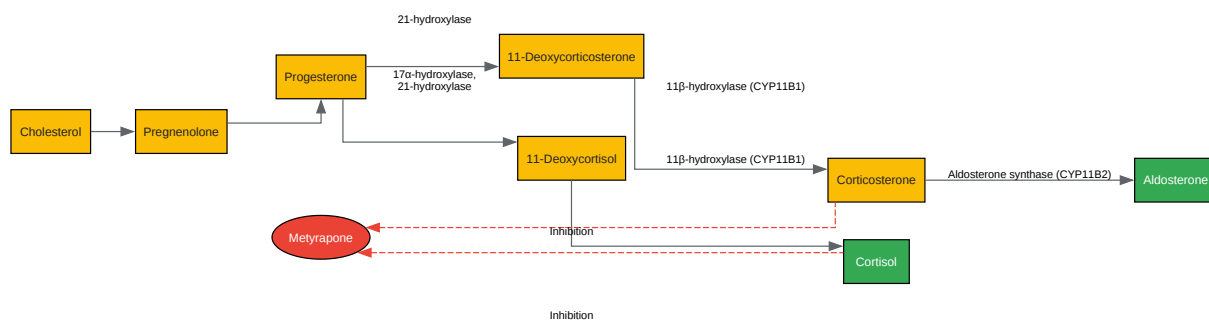 21-hydroxylase
11-Deoxycorticosterone
Progesterone
17α-hydroxylase,
21-hydroxylase
11β-hydroxylase (CYP11B1)
Cholesterol
Pregnenolone
11-Deoxycortisol
11β-hydroxylase (CYP11B1)
Corticosterone
Aldosterone synthase (CYP11B2)
Aldosterone
Metyrapone
Inhibition
Cortisol
Inhibition